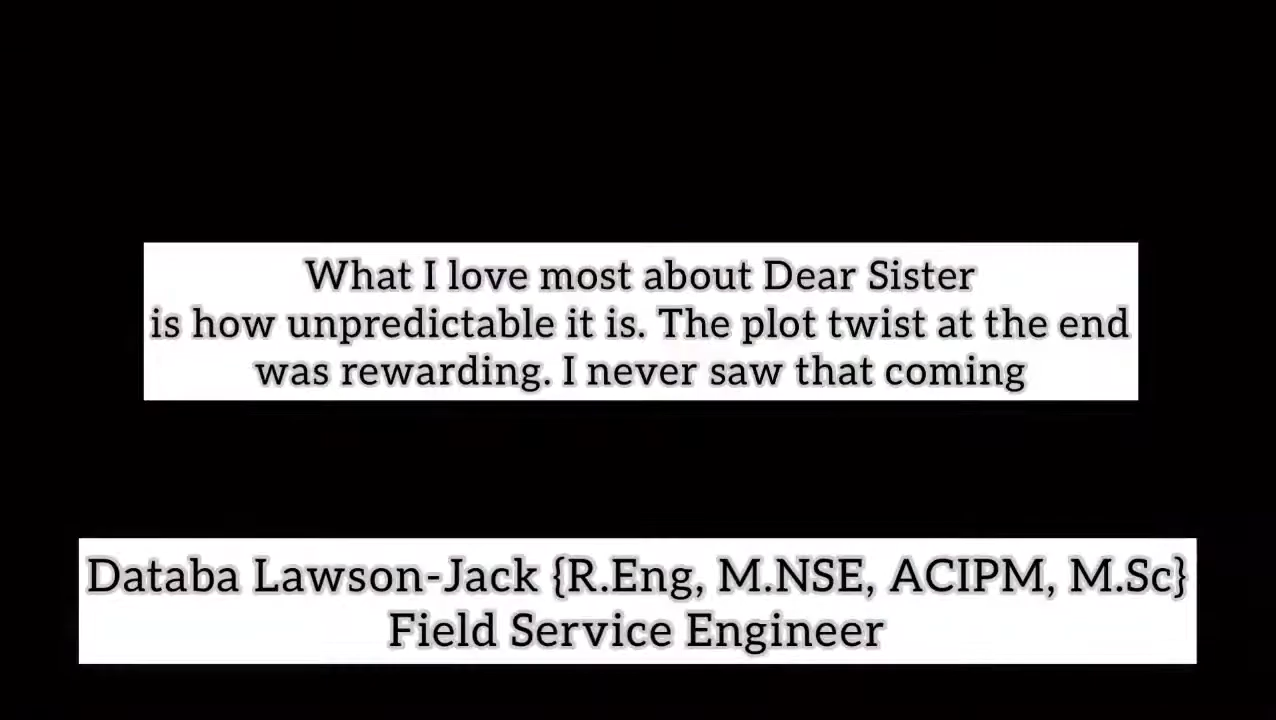 What I love most about Dear Sister
is how unpredictable it is. The plot twist at the end
was rewarding. I never saw that coming
Databa Lawson-Jack {R.Eng, M.NSE, ACIPM, M.Sc}
Field Service Engineer